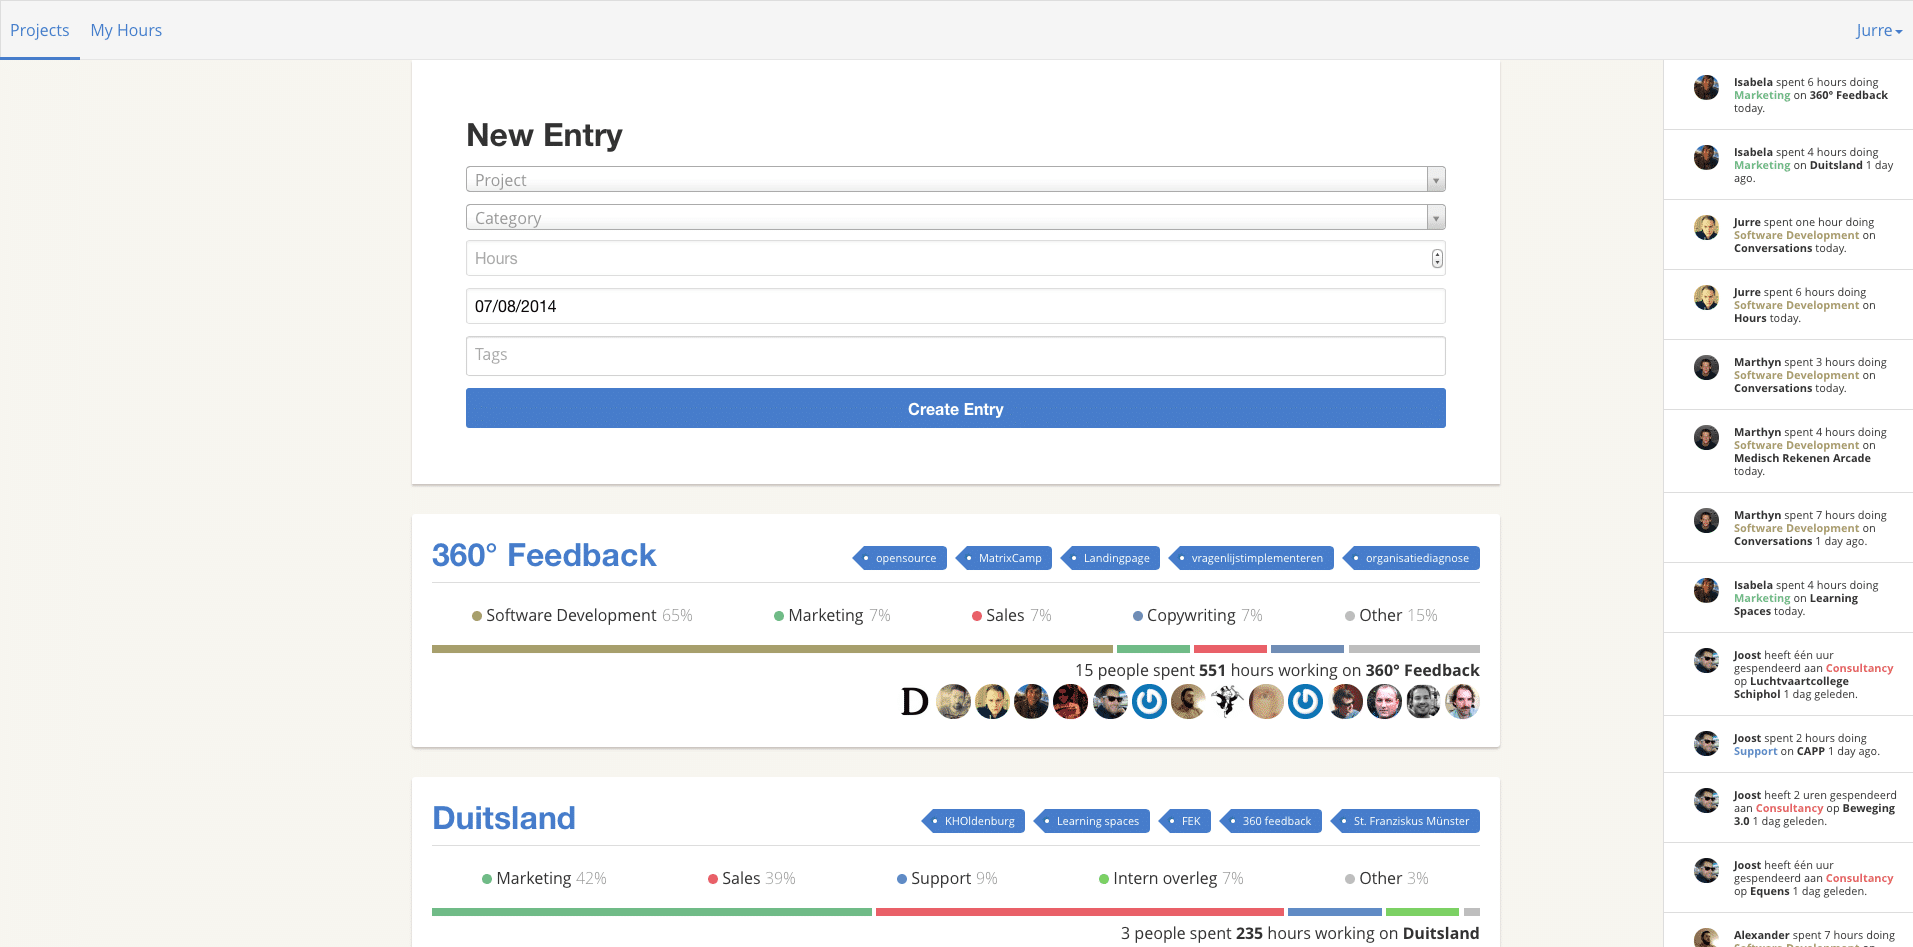 Projects My Hours Jurre
New Entry
Project
Category
Hours
07/08/2014
Tags
Create Entry
360° Feedback
opensource MatrixCamp Landingpage vragenlijstimplementeren organisatiediagnose
Software Development 65% Marketing 7% Sales 7% Copywriting 7% Other 15%
15 people spent 551 hours working on 360° Feedback
D
Duitsland
KHOldenburg Learning spaces FEK 360 feedback St. Franziskus Münster
Marketing 42% Sales 39% Support 9% Intern overleg 7% Other 3%
3 people spent 235 hours working on Duitsland
Isabela spent 6 hours doing
Marketing on 360° Feedback
today.
Isabela spent 4 hours doing
Marketing on Duitsland 1 day
ago.
Jurre spent one hour doing
Software Development on
Conversations today.
Jurre spent 6 hours doing
Software Development on
Hours today.
Marthyn spent 3 hours doing
Software Development on
Conversations today.
Marthyn spent 4 hours doing
Software Development on
Medisch Rekenen Arcade
today.
Marthyn spent 7 hours doing
Software Development on
Conversations 1 day ago.
Isabela spent 4 hours doing
Marketing on Learning
Spaces today.
Joost heeft één uur
gespendeerd aan Consultancy
op Luchtvaartcollege
Schiphol 1 dag geleden.
Joost spent 2 hours doing
Support on CAPP 1 day ago.
Joost heeft 2 uren gespendeerd
aan Consultancy op Beweging
3.0 1 dag geleden.
Joost heeft één uur
gespendeerd aan Consultancy
op Equens 1 dag geleden.
Alexander spent 7 hours doing
Software Development on